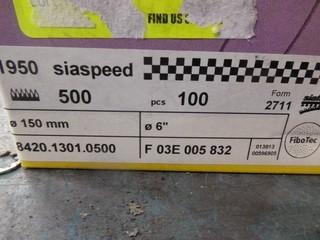 FIND US
1950 siaspeed
500 pcs 100 Form 2711
ø 150 mm ø 6"
8420.1301.0500 F 03E 005 832 013813 00596905 FiboTec